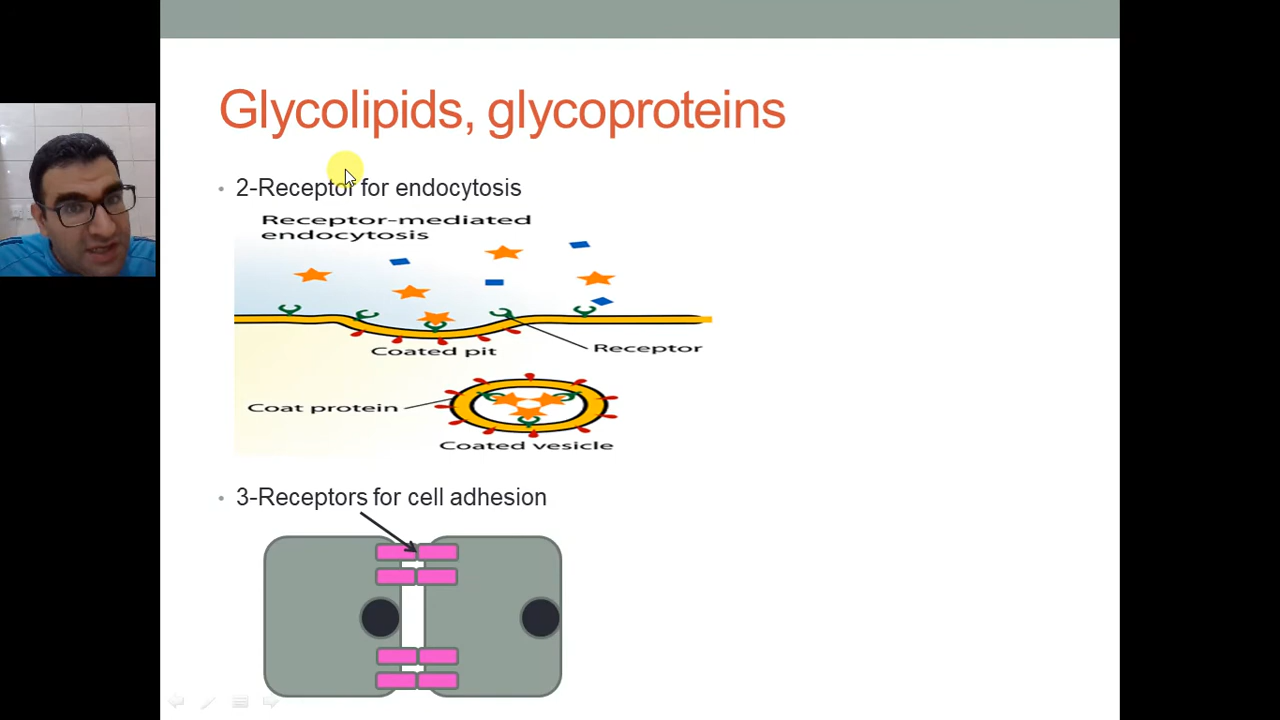 Glycolipids, glycoproteins
• 2-Receptor for endocytosis
Receptor-mediated
endocytosis
Coated pit
Receptor
Coat protein
Coated vesicle
• 3-Receptors for cell adhesion